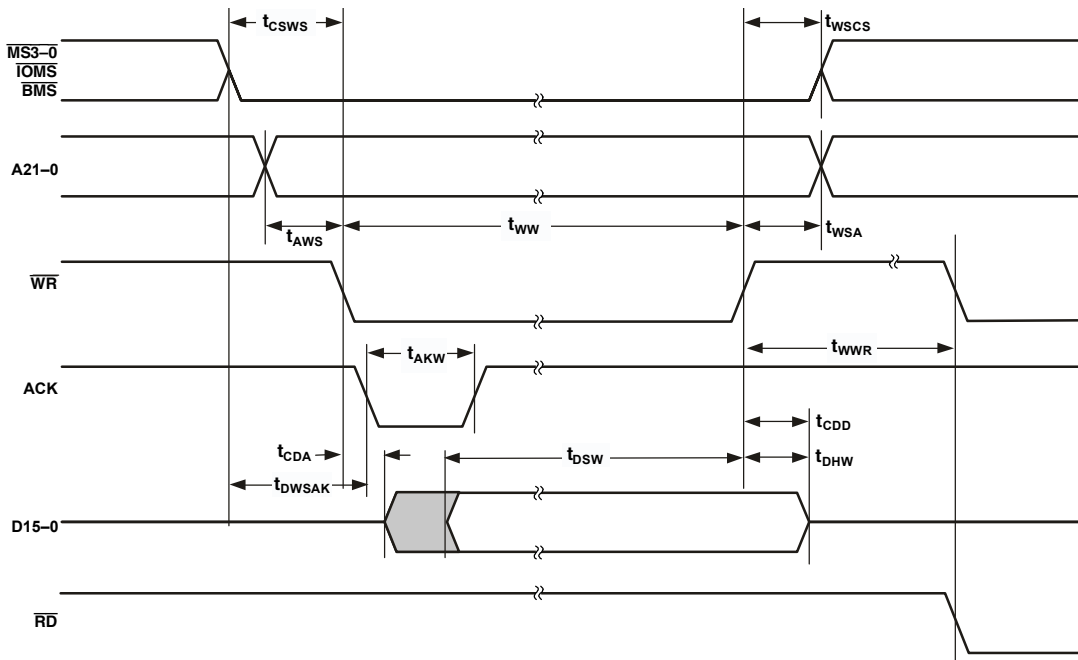 tCSWS
tWSCS
MS3–0
IOMS
BMS
A21–0
tAWS
tWW
tWSA
WR
tAKW
tWWR
ACK
tCDD
tCDA
tDSW
tDHW
tDWSAK
D15–0
RD